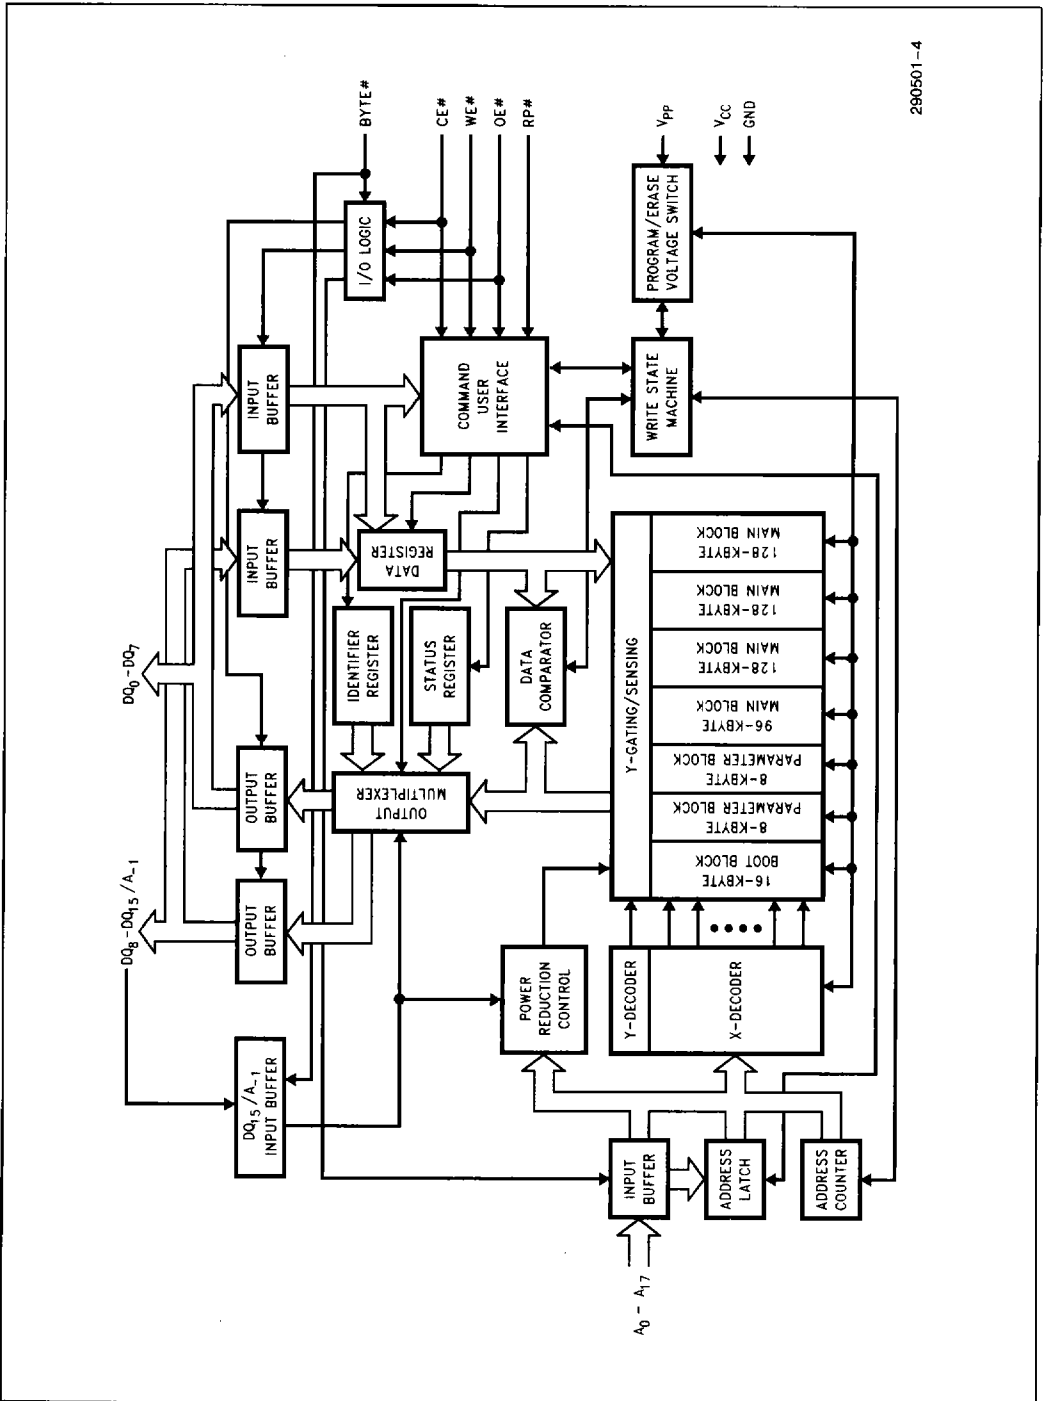 DQ8-DQ15/A-1
DQ0-DQ7
DQ15/A-1
INPUT BUFFER
OUTPUT
BUFFER
OUTPUT
BUFFER
INPUT
BUFFER
INPUT
BUFFER
I/O LOGIC
BYTE#
CE#
WE#
OE#
RP#
OUTPUT
MULTIPLEXER
IDENTIFIER
REGISTER
STATUS
REGISTER
DATA
REGISTER
COMMAND
USER
INTERFACE
POWER
REDUCTION
CONTROL
DATA
COMPARATOR
A0 - A17
INPUT
BUFFER
ADDRESS
LATCH
ADDRESS
COUNTER
Y-DECODER
X-DECODER
Y-GATING/SENSING
16-KBYTE
BOOT BLOCK
8-KBYTE
PARAMETER BLOCK
8-KBYTE
PARAMETER BLOCK
96-KBYTE
MAIN BLOCK
128-KBYTE
MAIN BLOCK
128-KBYTE
MAIN BLOCK
128-KBYTE
MAIN BLOCK
WRITE STATE
MACHINE
PROGRAM/ERASE
VOLTAGE SWITCH
VPP
VCC
GND
290501-4